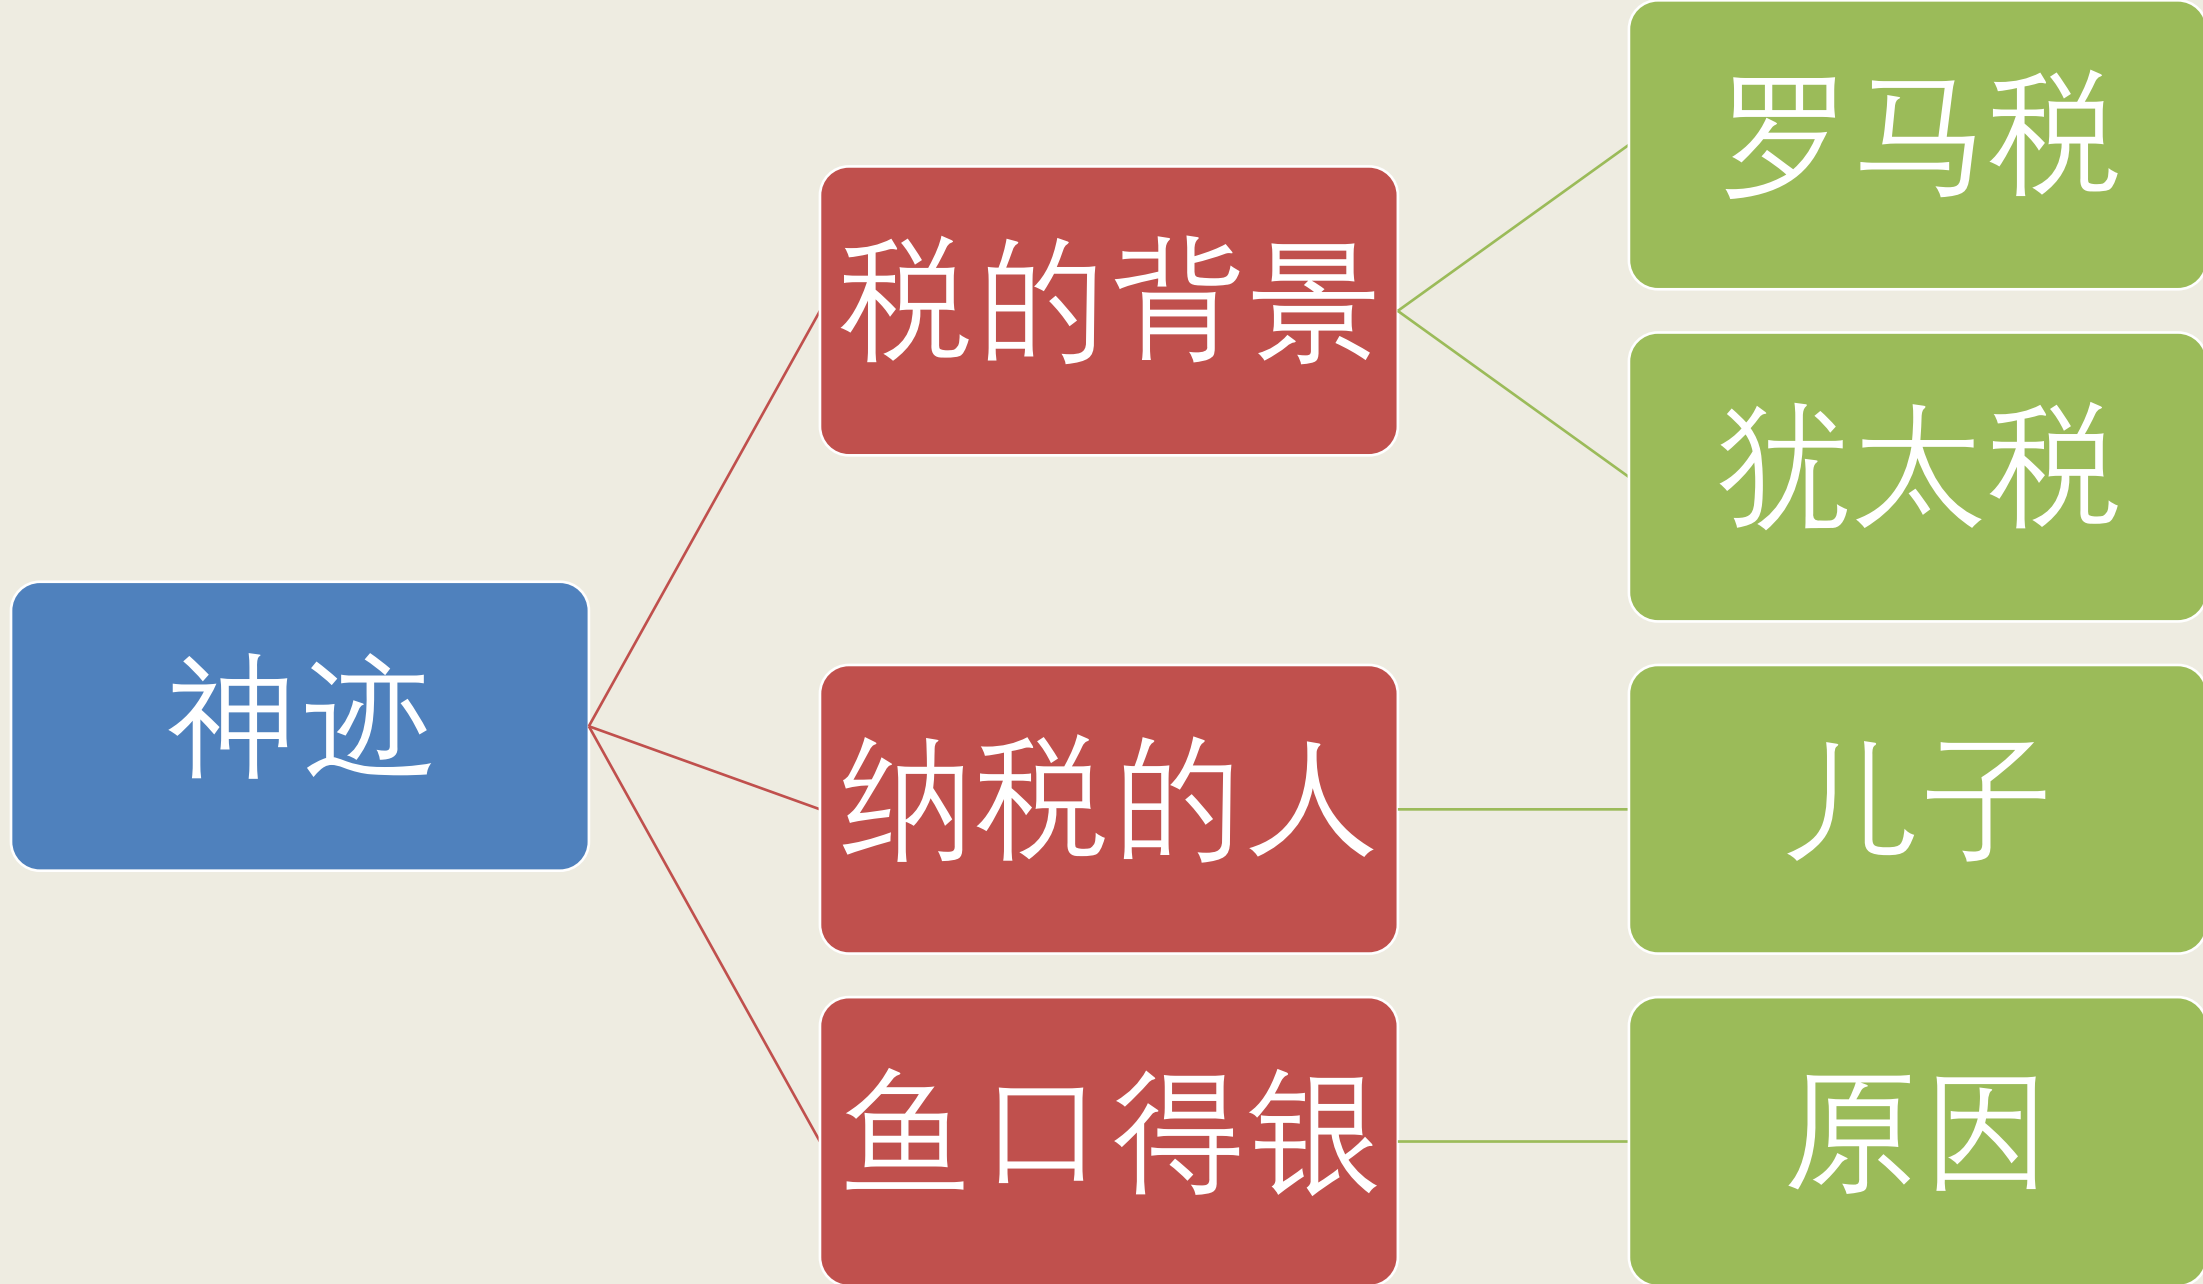 神迹
税的背景
罗马税
犹太税
纳税的人
儿子
鱼口得银
原因